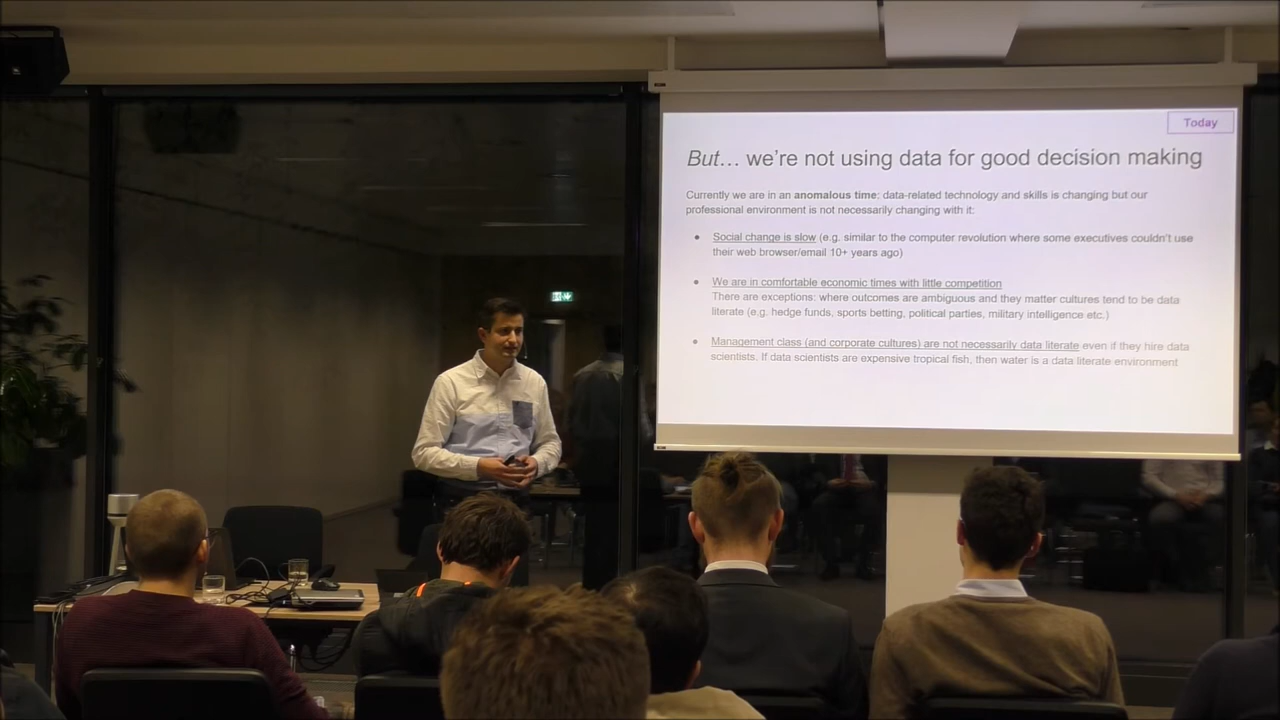 Today
But… we're not using data for good decision making
Currently we are in an anomalous time: data-related technology and skills is changing but our
professional environment is not necessarily changing with it:
● Social change is slow (e.g. similar to the computer revolution where some executives couldn't use
their web browser/email 10+ years ago)
● We are in comfortable economic times with little competition
There are exceptions: where outcomes are ambiguous and they matter cultures tend to be data
literate (e.g. hedge funds, sports betting, political parties, military intelligence etc.)
● Management class (and corporate cultures) are not necessarily data literate even if they hire data
scientists. If data scientists are expensive tropical fish, then water is a data literate environment